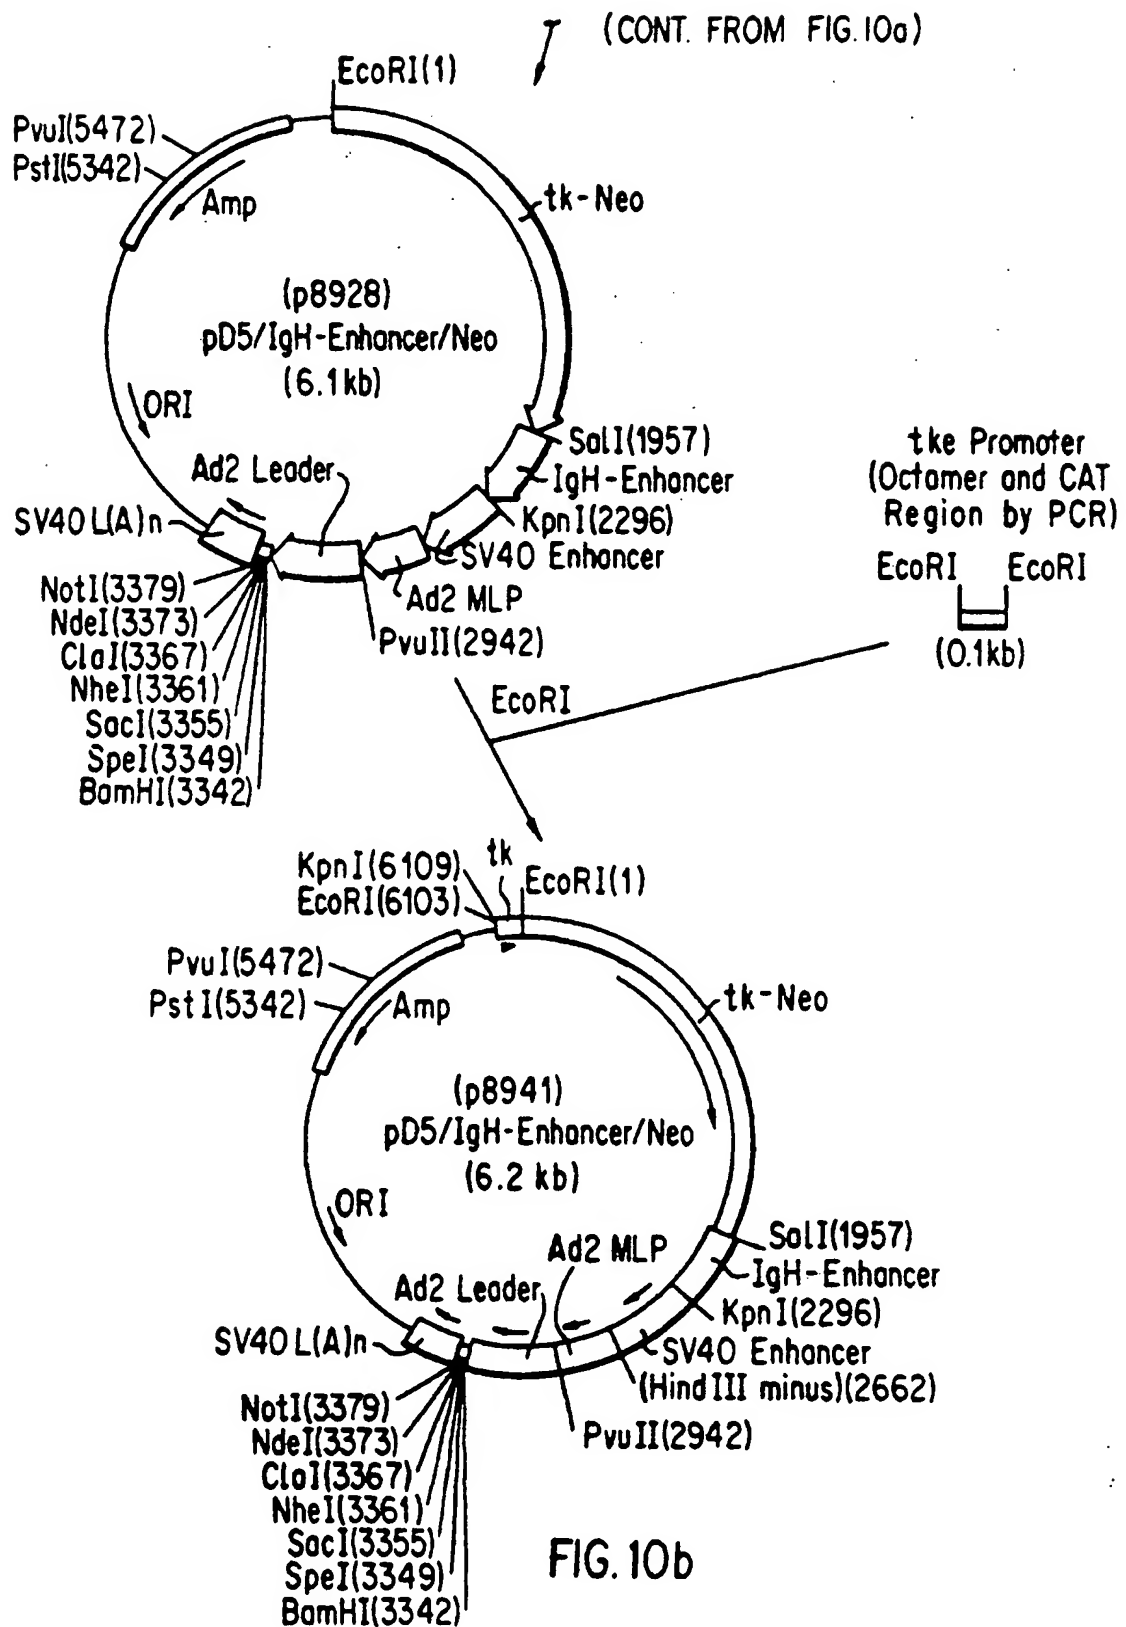 (CONT. FROM FIG. 10a)
EcoRI(1)
PvuI(5472)
PstI(5342)
Amp
tk-Neo
(p8928)
pD5/IgH-Enhancer/Neo
(6.1kb)
ORI
SalI(1957)
IgH-Enhancer
Ad2 Leader
KpnI(2296)
SV40 L(A)n
SV40 Enhancer
Ad2 MLP
PvuII(2942)
NotI(3379)
NdeI(3373)
ClaI(3367)
NheI(3361)
SacI(3355)
SpeI(3349)
BamHI(3342)
tke Promoter
(Octamer and CAT
Region by PCR)
EcoRI EcoRI
(0.1kb)
EcoRI
KpnI(6109)
tk
EcoRI(1)
EcoRI(6103)
PvuI(5472)
PstI(5342)
Amp
tk-Neo
(p8941)
pD5/IgH-Enhancer/Neo
(6.2 kb)
ORI
SalI(1957)
Ad2 MLP
IgH-Enhancer
Ad2 Leader
KpnI(2296)
SV40 L(A)n
SV40 Enhancer
(HindIII minus)(2662)
PvuII(2942)
NotI(3379)
NdeI(3373)
ClaI(3367)
NheI(3361)
SacI(3355)
SpeI(3349)
BamHI(3342)
FIG. 10b